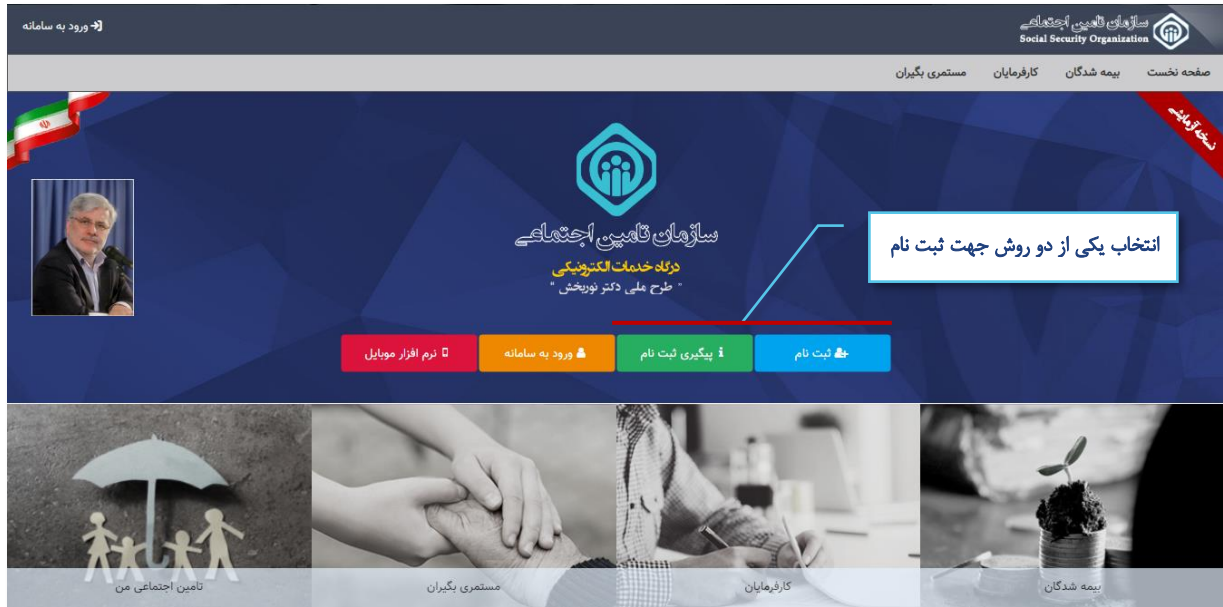 سازمان تامین اجتماعی
Social Security Organization
ورود به سامانه
صفحه نخست
بیمه شدگان
کارفرمایان
مستمری بگیران
نسخه آزمایشی
سازمان تامین اجتماعی
درگاه خدمات الکترونیکی
" طرح ملی دکتر نوربخش "
انتخاب یکی از دو روش جهت ثبت نام
ثبت نام
پیگیری ثبت نام
ورود به سامانه
نرم افزار موبایل
بیمه شدگان
کارفرمایان
مستمری بگیران
تامین اجتماعی من